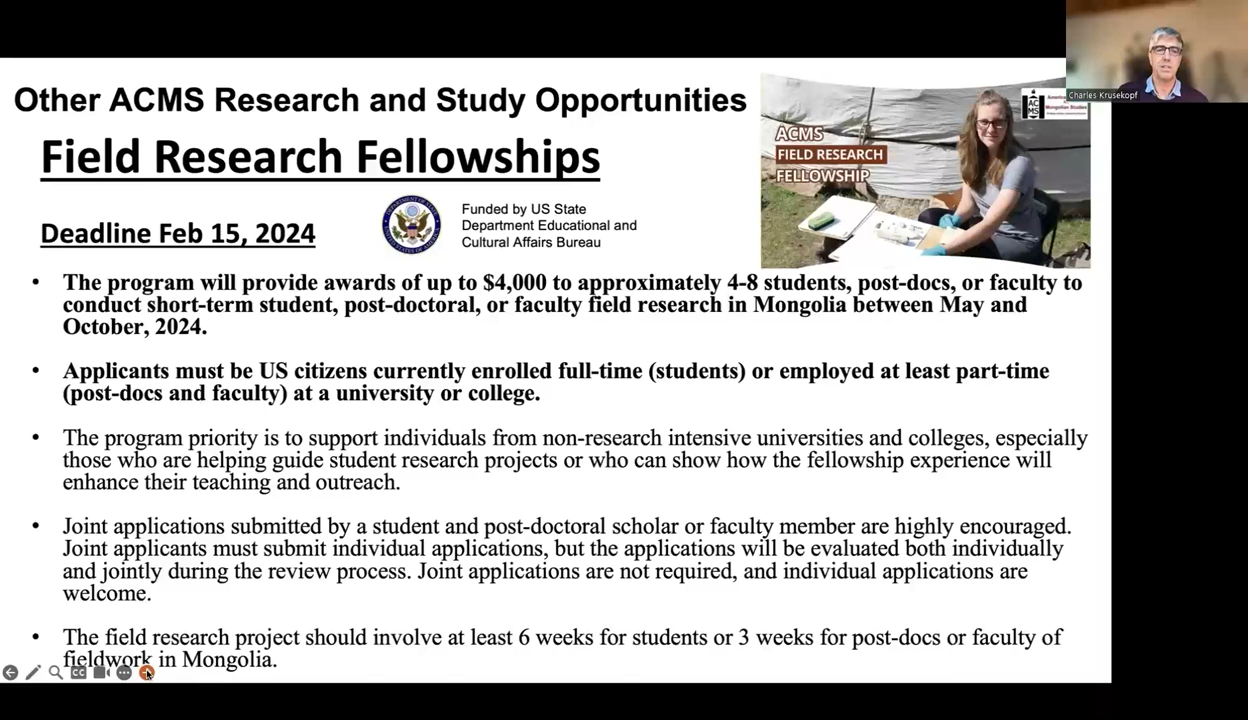 Charles Krusekopf
Other ACMS Research and Study Opportunities
Field Research Fellowships
ACMS
FIELD RESEARCH
FELLOWSHIP
Deadline Feb 15, 2024
Funded by US State
Department Educational and
Cultural Affairs Bureau
• The program will provide awards of up to $4,000 to approximately 4-8 students, post-docs, or faculty to
conduct short-term student, post-doctoral, or faculty field research in Mongolia between May and
October, 2024.
• Applicants must be US citizens currently enrolled full-time (students) or employed at least part-time
(post-docs and faculty) at a university or college.
• The program priority is to support individuals from non-research intensive universities and colleges, especially
those who are helping guide student research projects or who can show how the fellowship experience will
enhance their teaching and outreach.
• Joint applications submitted by a student and post-doctoral scholar or faculty member are highly encouraged.
Joint applicants must submit individual applications, but the applications will be evaluated both individually
and jointly during the review process. Joint applications are not required, and individual applications are
welcome.
• The field research project should involve at least 6 weeks for students or 3 weeks for post-docs or faculty of
fieldwork in Mongolia.
CC